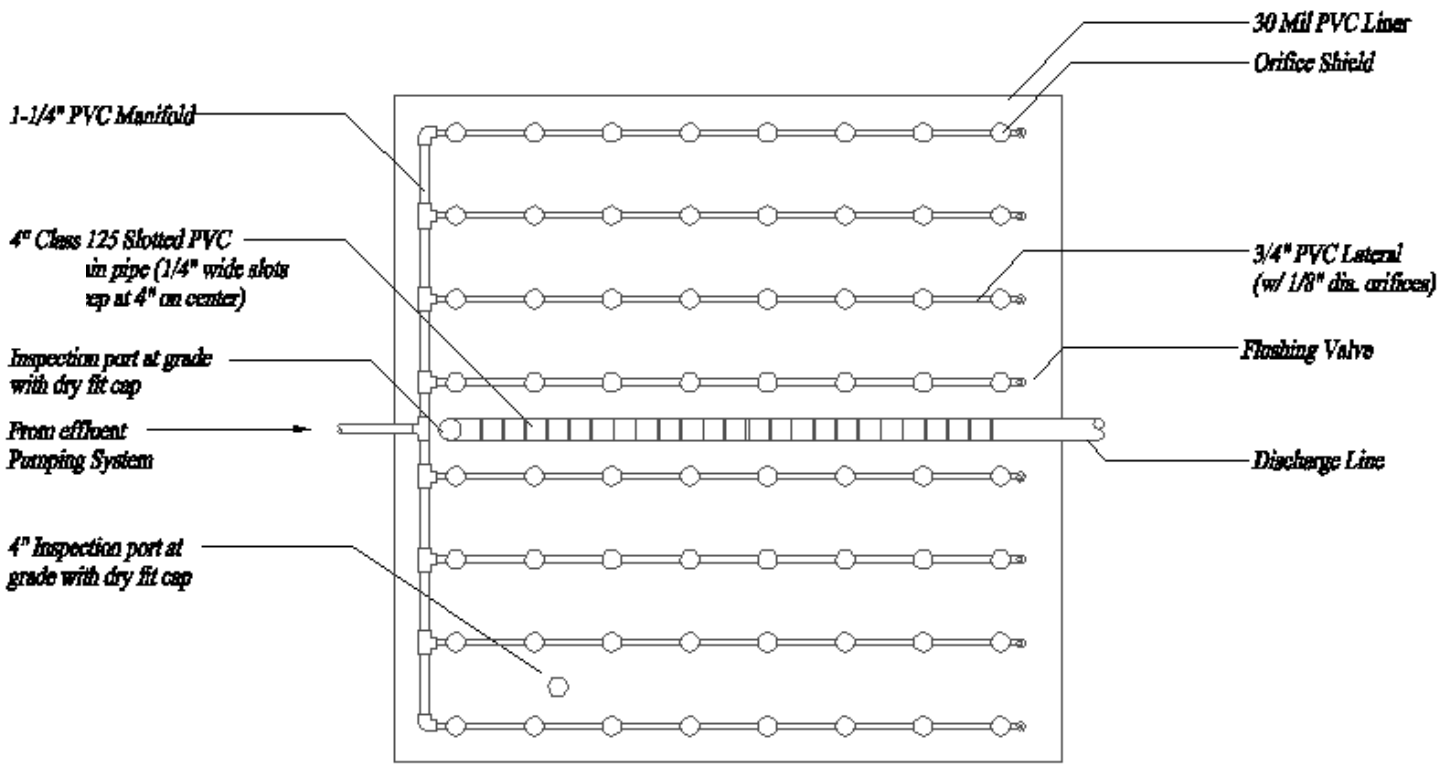 30 Mil PVC Liner
Orifice Shield
1-1/4" PVC Manifold
4" Class 125 Slotted PVC
in pipe (1/4" wide slots
ep at 4" on center)
3/4" PVC Lateral
(w/ 1/8" dia. orifices)
Inspection port at grade
with dry fit cap
Flushing Valve
From effluent
Pumping System
Discharge Line
4" Inspection port at
grade with dry fit cap